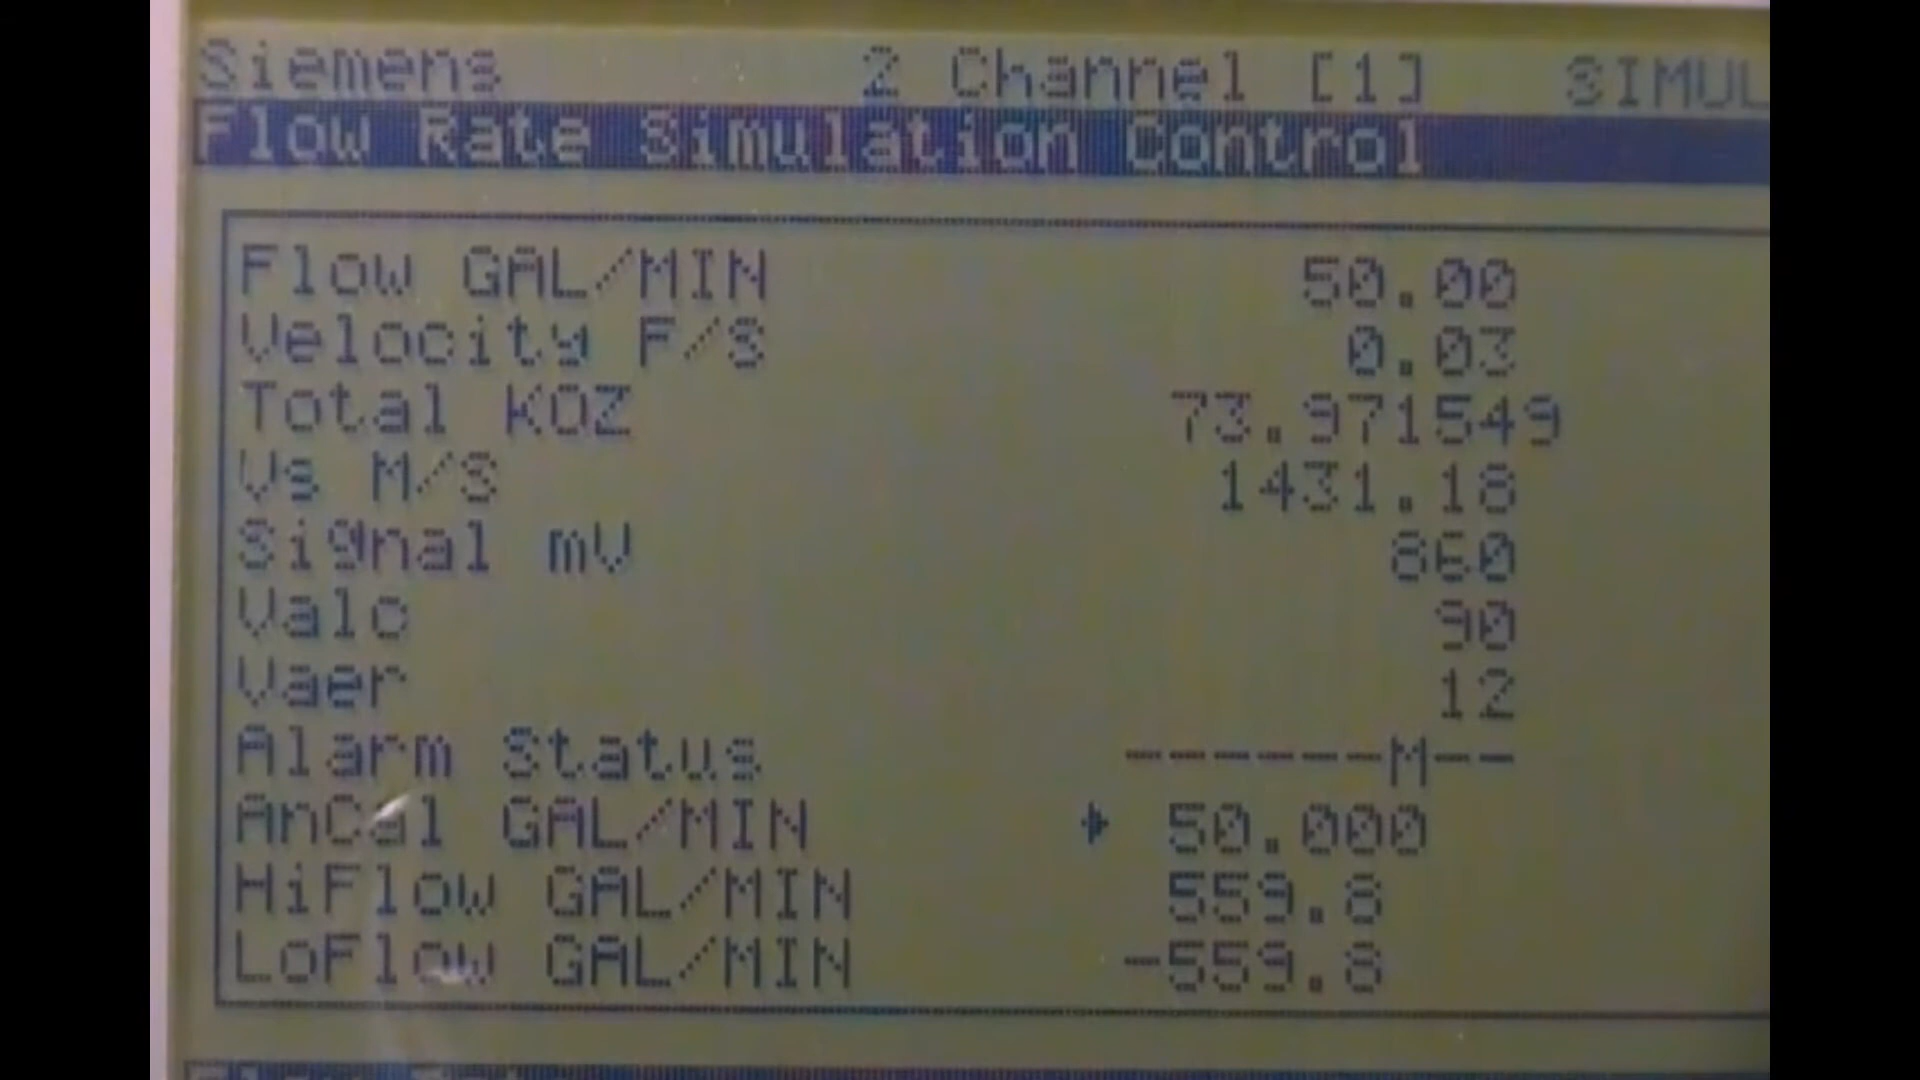 Siemens 2 Channel [1] SIMUL
Flow Rate Simulation Control
Flow GAL/MIN 50.00
Velocity F/S 0.03
Total KOZ 73.971549
Vs M/S 1431.18
Signal mV 860
Valc 90
Vaer 12
Alarm Status ------M--
AnCal GAL/MIN 50.000
HiFlow GAL/MIN 559.8
LoFlow GAL/MIN -559.8